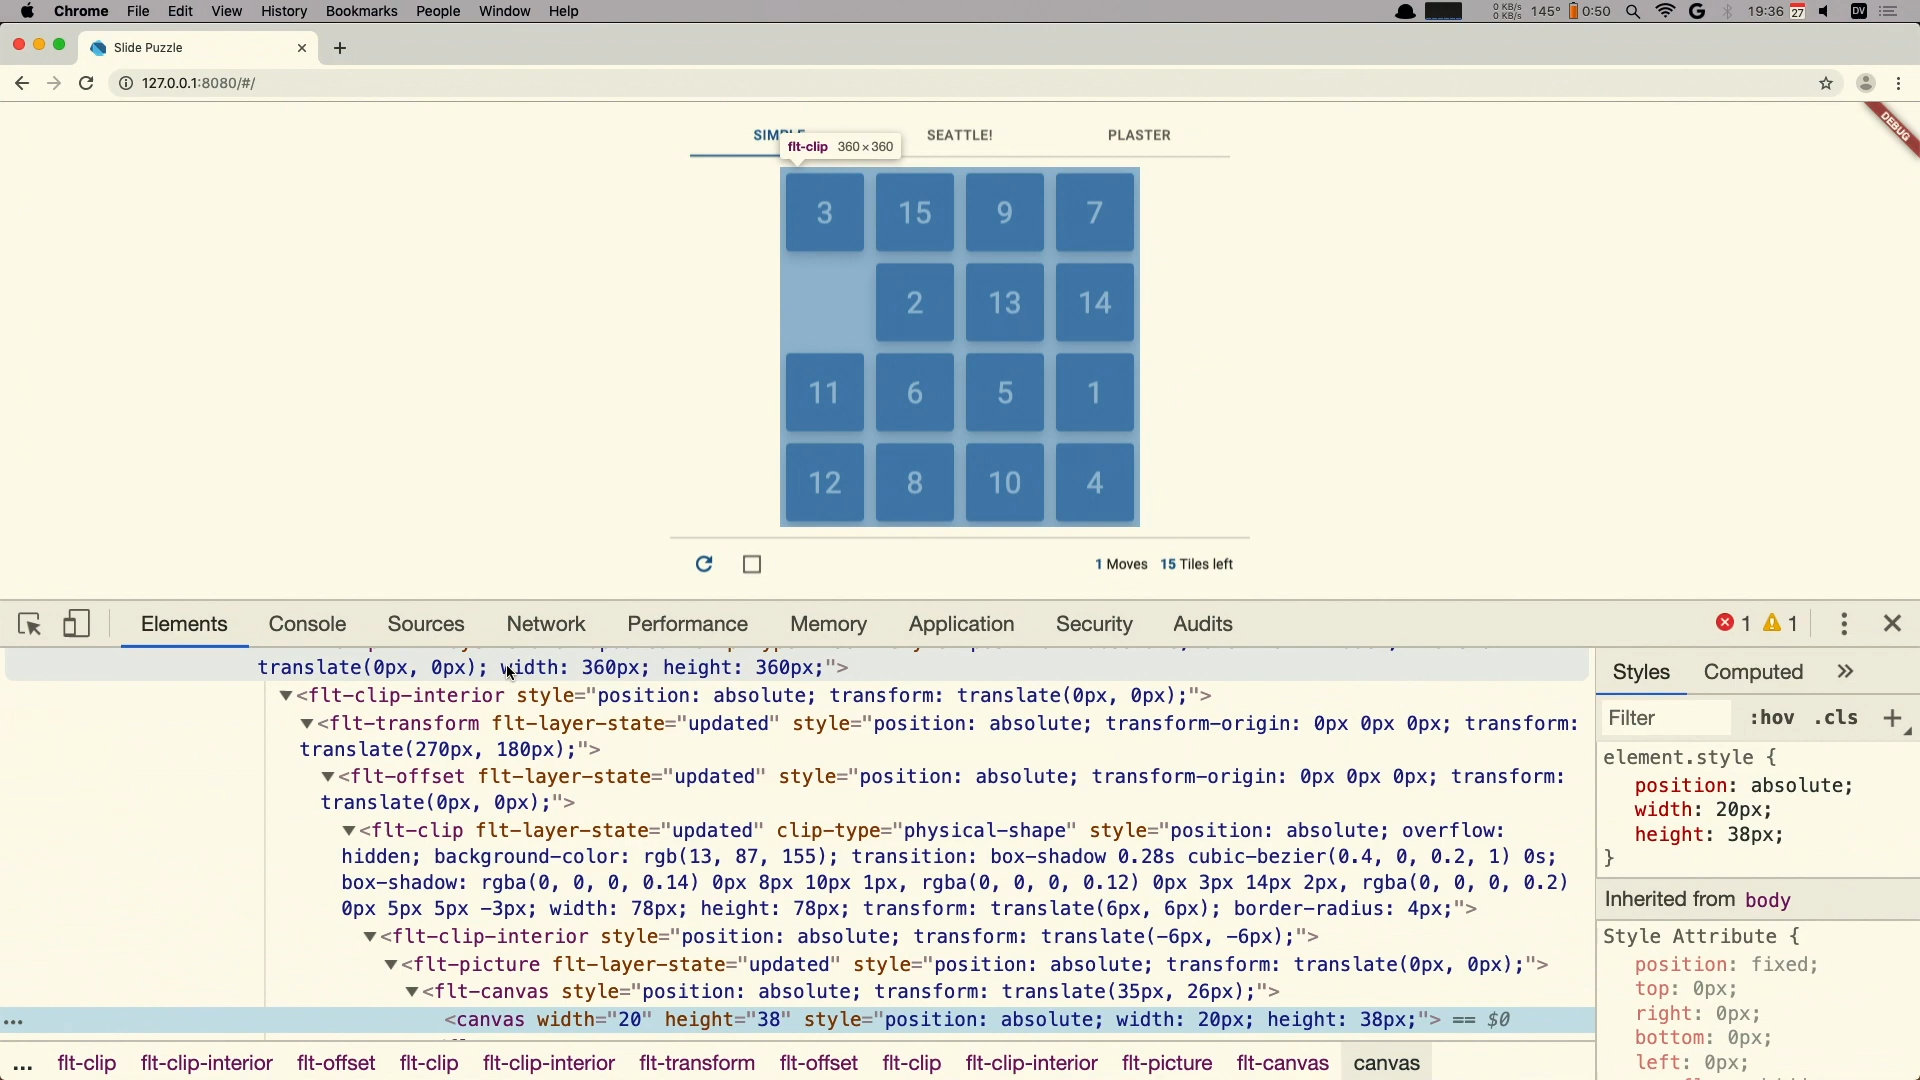 Chrome File Edit View History Bookmarks People Window Help
0 KB/s
0 KB/s
145° 0:50 19:36 27 DV
Slide Puzzle
127.0.0.1:8080/#/
SIMPLE SEATTLE! PLASTER
DEBUG
flt-clip 360×360
3 15 9 7
2 13 14
11 6 5 1
12 8 10 4
1 Moves 15 Tiles left
Elements Console Sources Network Performance Memory Application Security Audits 1 1
translate(0px, 0px); width: 360px; height: 360px;">
<flt-clip-interior style="position: absolute; transform: translate(0px, 0px);">
<flt-transform flt-layer-state="updated" style="position: absolute; transform-origin: 0px 0px 0px; transform:
translate(270px, 180px);">
<flt-offset flt-layer-state="updated" style="position: absolute; transform-origin: 0px 0px 0px; transform:
translate(0px, 0px);">
<flt-clip flt-layer-state="updated" clip-type="physical-shape" style="position: absolute; overflow:
hidden; background-color: rgb(13, 87, 155); transition: box-shadow 0.28s cubic-bezier(0.4, 0, 0.2, 1) 0s;
box-shadow: rgba(0, 0, 0, 0.14) 0px 8px 10px 1px, rgba(0, 0, 0, 0.12) 0px 3px 14px 2px, rgba(0, 0, 0, 0.2)
0px 5px 5px -3px; width: 78px; height: 78px; transform: translate(6px, 6px); border-radius: 4px;">
<flt-clip-interior style="position: absolute; transform: translate(-6px, -6px);">
<flt-picture flt-layer-state="updated" style="position: absolute; transform: translate(0px, 0px);">
<flt-canvas style="position: absolute; transform: translate(35px, 26px);">
<canvas width="20" height="38" style="position: absolute; width: 20px; height: 38px;"> == $0
... flt-clip flt-clip-interior flt-offset flt-clip flt-clip-interior flt-transform flt-offset flt-clip flt-clip-interior flt-picture flt-canvas canvas
Styles Computed »
Filter :hov .cls +
element.style {
position: absolute;
width: 20px;
height: 38px;
}
Inherited from body
Style Attribute {
position: fixed;
top: 0px;
right: 0px;
bottom: 0px;
left: 0px;